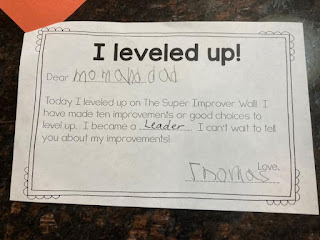 I leveled up!
Dear mom and dad
Today I leveled up on The Super Improver Wall! I
have made ten improvements or good choices to
level up. I became a Leader. I can't wait to tell
you about my improvements!
Love,
Thomas